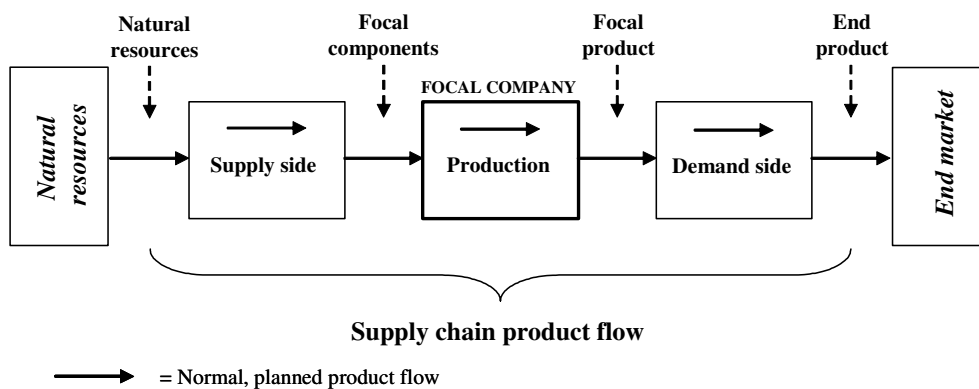 Natural
resources
Focal
components
Focal
product
End
product
FOCAL COMPANY
Natural
resources
Supply side
Production
Demand side
End market
Supply chain product flow
= Normal, planned product flow